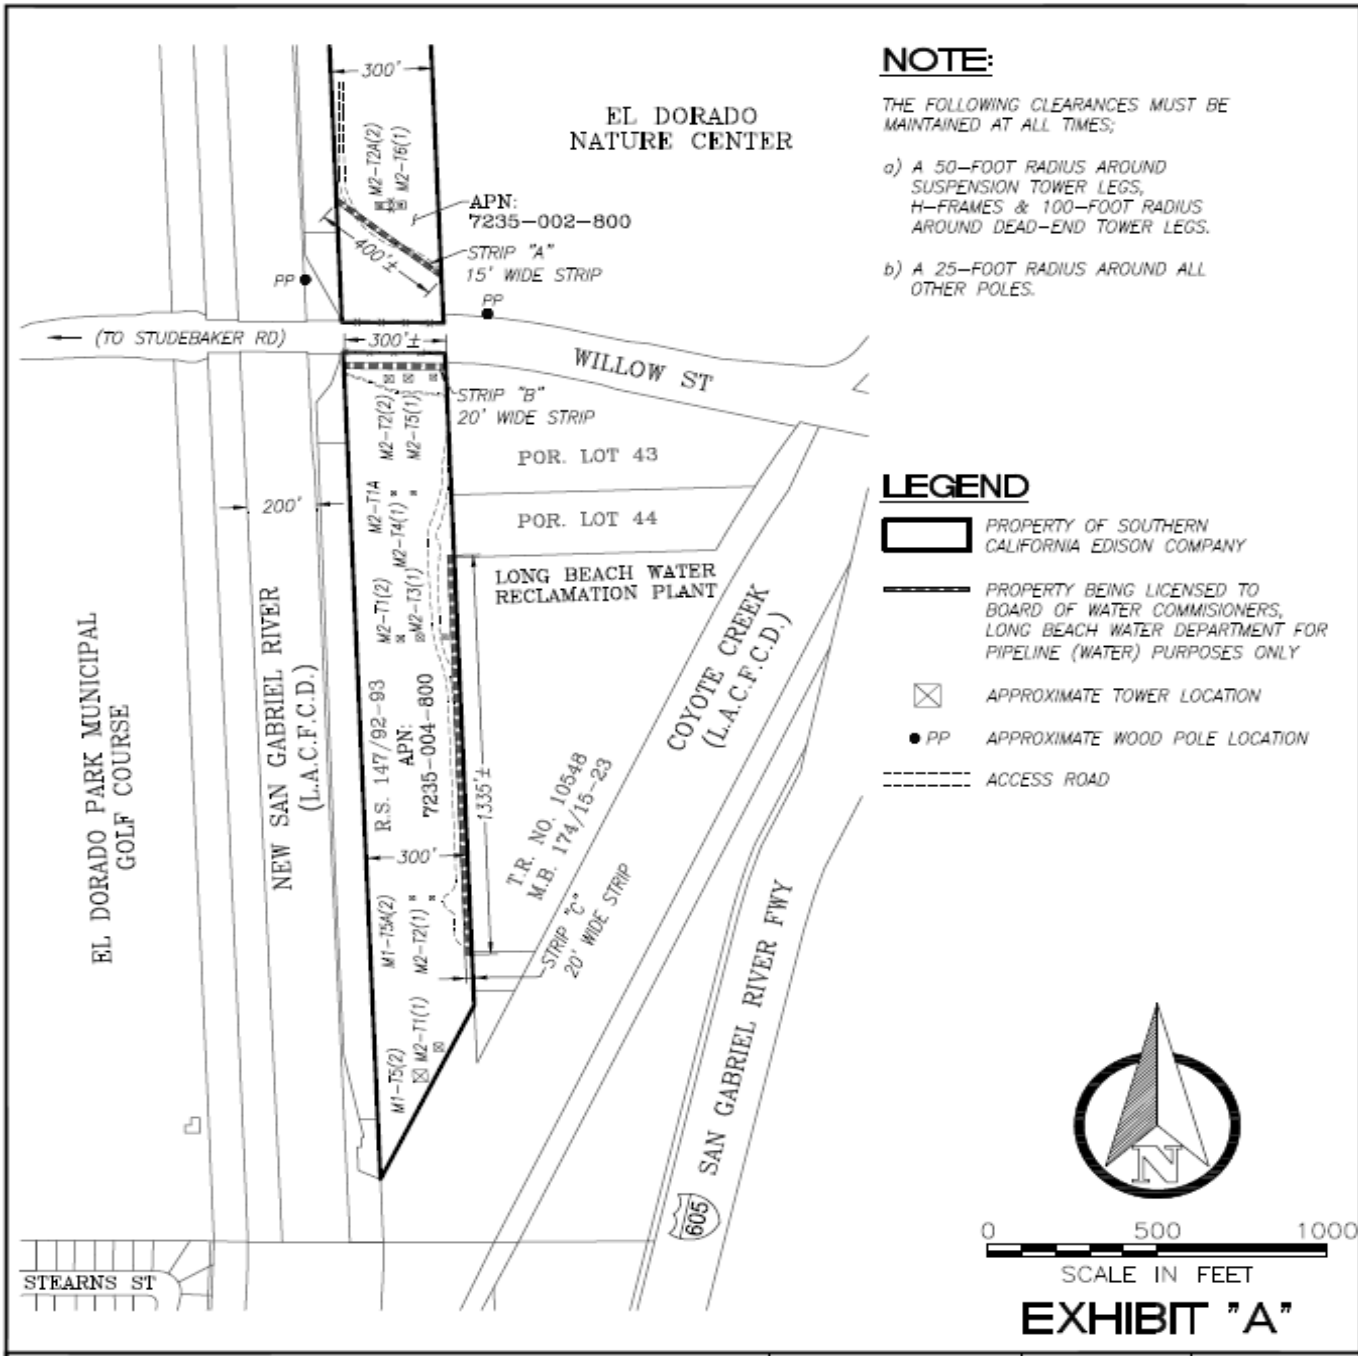 NOTE:
THE FOLLOWING CLEARANCES MUST BE
MAINTAINED AT ALL TIMES;
a) A 50-FOOT RADIUS AROUND
SUSPENSION TOWER LEGS,
H-FRAMES & 100-FOOT RADIUS
AROUND DEAD-END TOWER LEGS.
b) A 25-FOOT RADIUS AROUND ALL
OTHER POLES.
300'
EL DORADO
NATURE CENTER
M2-T2A(2)
M2-T6(1)
APN:
7235-002-800
STRIP "A"
15' WIDE STRIP
400'±
PP
PP
(TO STUDEBAKER RD)
300'±
WILLOW ST
STRIP "B"
20' WIDE STRIP
M2-T2(2)
M2-T5(1)
POR. LOT 43
POR. LOT 44
200'
M2-T1A
M2-T4(1)
LONG BEACH WATER
RECLAMATION PLANT
M2-T1(2)
M2-T3(1)
EL DORADO PARK MUNICIPAL
GOLF COURSE
NEW SAN GABRIEL RIVER
(L.A.C.F.C.D.)
R.S. 147/92-93
APN:
7235-004-800
1335'±
COYOTE CREEK
(L.A.C.F.C.D.)
T.R. NO. 10548
M.B. 174/15-23
300'
STRIP "C"
20' WIDE STRIP
M1-T5A(2)
M2-T2(1)
M1-T5(2)
M2-T1(1)
SAN GABRIEL RIVER FWY
605
STEARNS ST
LEGEND
PROPERTY OF SOUTHERN
CALIFORNIA EDISON COMPANY
PROPERTY BEING LICENSED TO
BOARD OF WATER COMMISIONERS,
LONG BEACH WATER DEPARTMENT FOR
PIPELINE (WATER) PURPOSES ONLY
APPROXIMATE TOWER LOCATION
PP APPROXIMATE WOOD POLE LOCATION
ACCESS ROAD
N
0 500 1000
SCALE IN FEET
EXHIBIT "A"